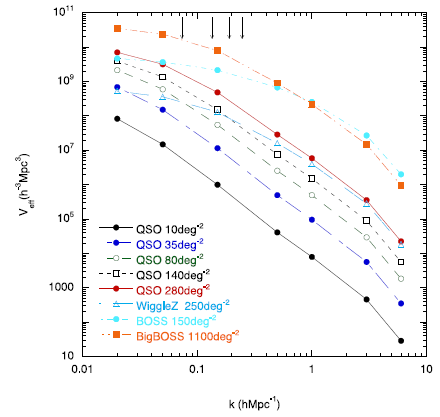 10¹¹
10⁹
10⁷
10⁵
1000
10
V_eff (h⁻³Mpc³)
QSO 10deg⁻²
QSO 35deg⁻²
QSO 80deg⁻²
QSO 140deg⁻²
QSO 280deg⁻²
WiggleZ 250deg⁻²
BOSS 150deg⁻²
BigBOSS 1100deg⁻²
0.01 0.1 1 10
k (hMpc⁻¹)